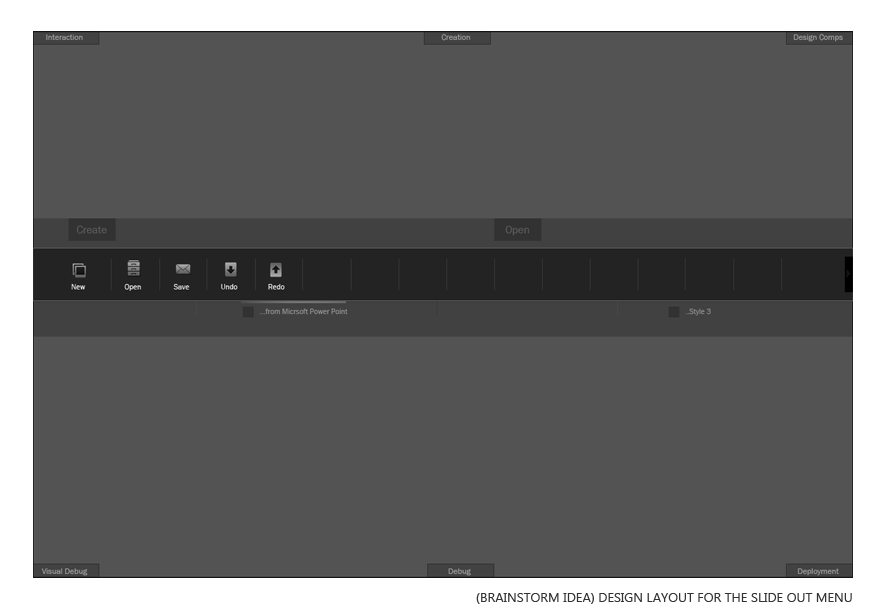 Interaction Creation Design Comps
Create Open
New Open Save Undo Redo
...from Micrsoft Power Point ..Style 3
Visual Debug Debug Deployment
(BRAINSTORM IDEA) DESIGN LAYOUT FOR THE SLIDE OUT MENU